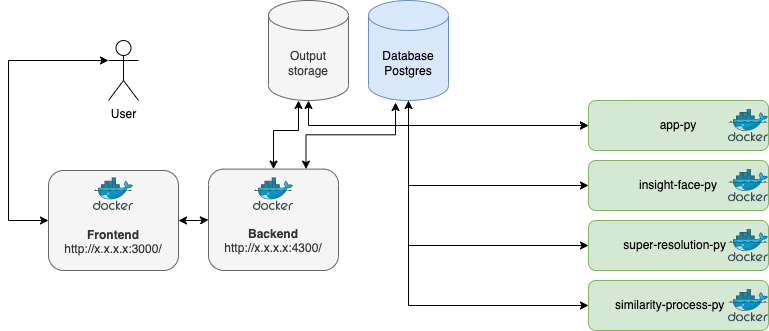 Output
storage
Database
Postgres
User
app-py
docker
insight-face-py
docker
docker
Frontend
http://x.x.x.x:3000/
docker
Backend
http://x.x.x.x:4300/
super-resolution-py
docker
similarity-process-py
docker